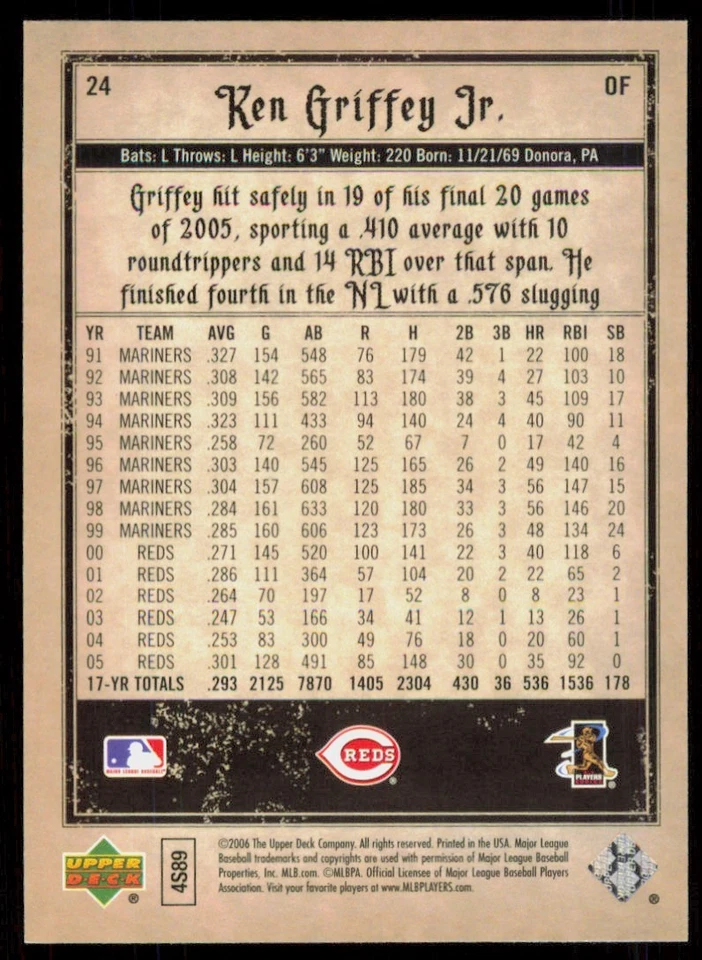 24 Ken Griffey Jr. OF
Bats: L Throws: L Height: 6'3" Weight: 220 Born: 11/21/69 Donora, PA
Griffey hit safely in 19 of his final 20 games
of 2005, sporting a .410 average with 10
roundtrippers and 14 RBI over that span. He
finished fourth in the NL with a .576 slugging
YR TEAM AVG G AB R H 2B 3B HR RBI SB
91 MARINERS .327 154 548 76 179 42 1 22 100 18
92 MARINERS .308 142 565 83 174 39 4 27 103 10
93 MARINERS .309 156 582 113 180 38 3 45 109 17
94 MARINERS .323 111 433 94 140 24 4 40 90 11
95 MARINERS .258 72 260 52 67 7 0 17 42 4
96 MARINERS .303 140 545 125 165 26 2 49 140 16
97 MARINERS .304 157 608 125 185 34 3 56 147 15
98 MARINERS .284 161 633 120 180 33 3 56 146 20
99 MARINERS .285 160 606 123 173 26 3 48 134 24
00 REDS .271 145 520 100 141 22 3 40 118 6
01 REDS .286 111 364 57 104 20 2 22 65 2
02 REDS .264 70 197 17 52 8 0 8 23 1
03 REDS .247 53 166 34 41 12 1 13 26 1
04 REDS .253 83 300 49 76 18 0 20 60 1
05 REDS .301 128 491 85 148 30 0 35 92 0
17-YR TOTALS .293 2125 7870 1405 2304 430 36 536 1536 178
MAJOR LEAGUE BASEBALL
REDS®
PLAYERS
CHOICE®
UPPER
DECK®
4S89
©2006 The Upper Deck Company. All rights reserved. Printed in the USA. Major League
Baseball trademarks and copyrights are used with permission of Major League Baseball
Properties, Inc. MLB.com. ©MLBPA. Official Licensee of Major League Baseball Players
Association. Visit your favorite players at www.MLBPLAYERS.com.
®